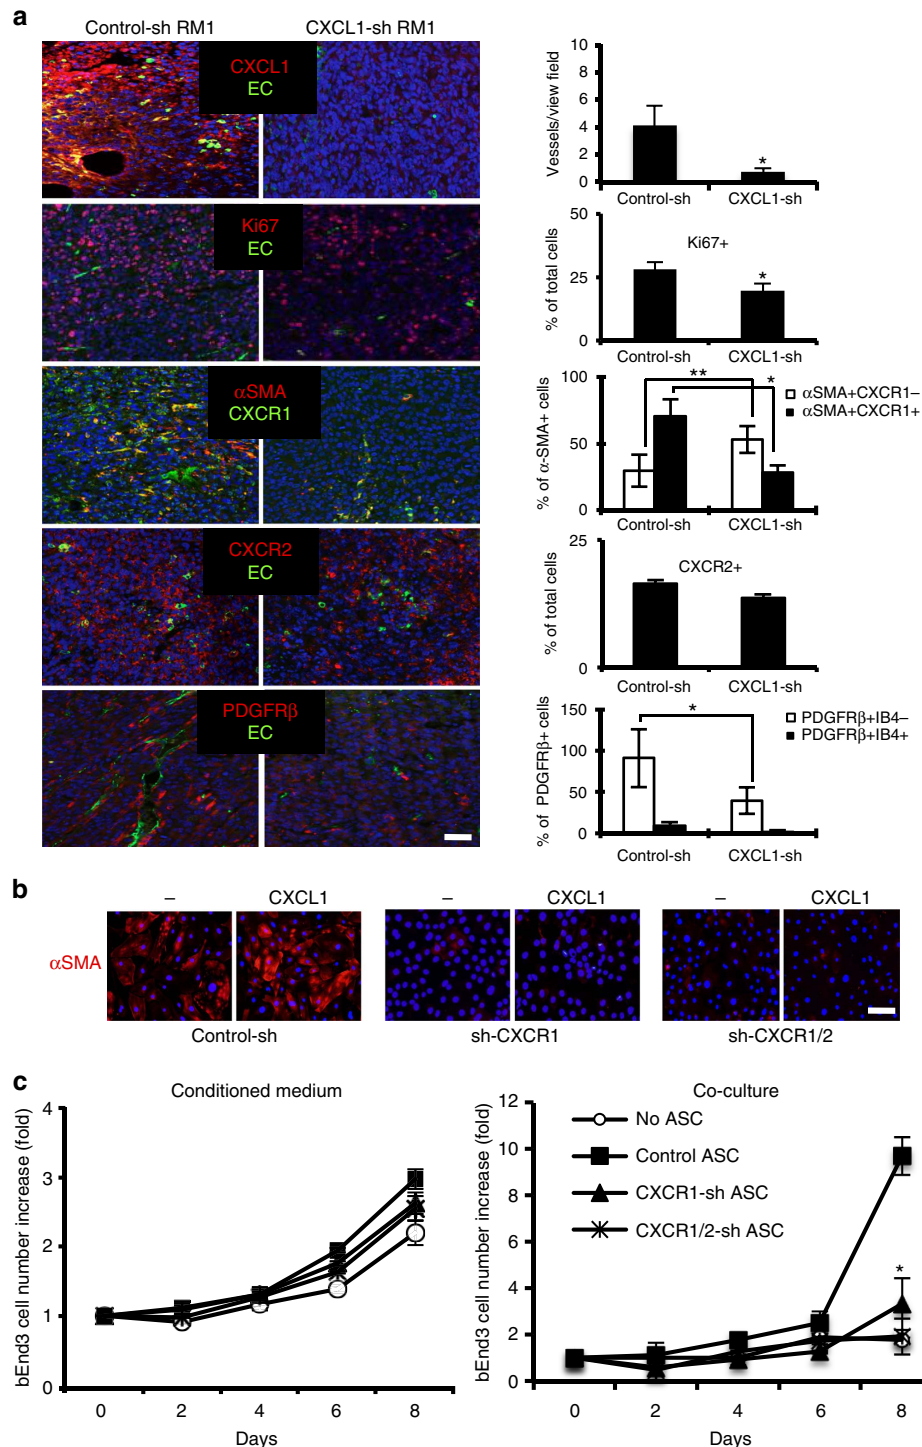 a
Control-sh RM1
CXCL1-sh RM1
CXCL1
EC
Ki67
EC
αSMA
CXCR1
CXCR2
EC
PDGFRβ
EC
10
8
6
4
2
0
Vessels/view field
*
Control-sh
CXCL1-sh
50
25
0
% of total cells
Ki67+
*
Control-sh
CXCL1-sh
100
50
0
% of α-SMA+ cells
**
*
αSMA+CXCR1–
αSMA+CXCR1+
Control-sh
CXCL1-sh
25
0
% of total cells
CXCR2+
Control-sh
CXCL1-sh
150
100
50
0
% of PDGFRβ+ cells
*
PDGFRβ+IB4–
PDGFRβ+IB4+
Control-sh
CXCL1-sh
b
–
CXCL1
–
CXCL1
–
CXCL1
αSMA
Control-sh
sh-CXCR1
sh-CXCR1/2
c
Conditioned medium
4
3
2
1
0
bEnd3 cell number increase (fold)
0 2 4 6 8
Days
Co-culture
12
10
8
6
4
2
0
bEnd3 cell number increase (fold)
No ASC
Control ASC
CXCR1-sh ASC
CXCR1/2-sh ASC
*
0 2 4 6 8
Days